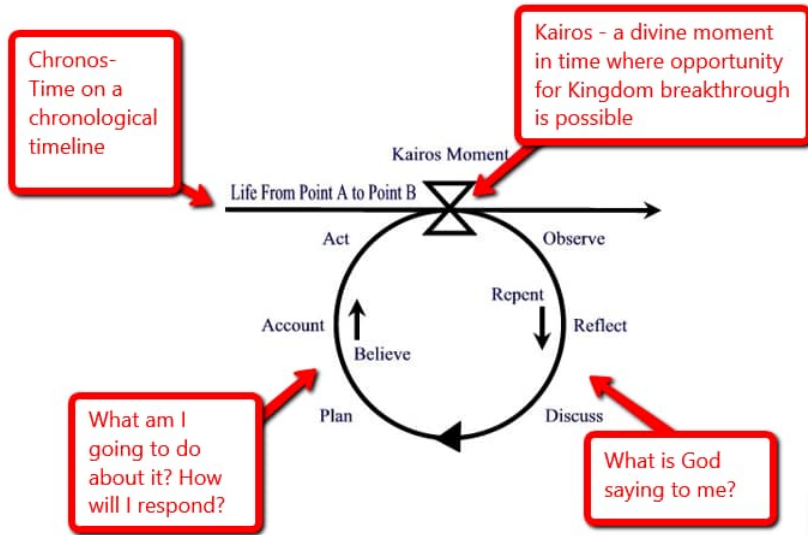 Chronos-
Time on a
chronological
timeline
Kairos - a divine moment
in time where opportunity
for Kingdom breakthrough
is possible
Kairos Moment
Life From Point A to Point B
Act
Observe
Repent
Account
Reflect
Believe
Plan
Discuss
What am I
going to do
about it? How
will I respond?
What is God
saying to me?